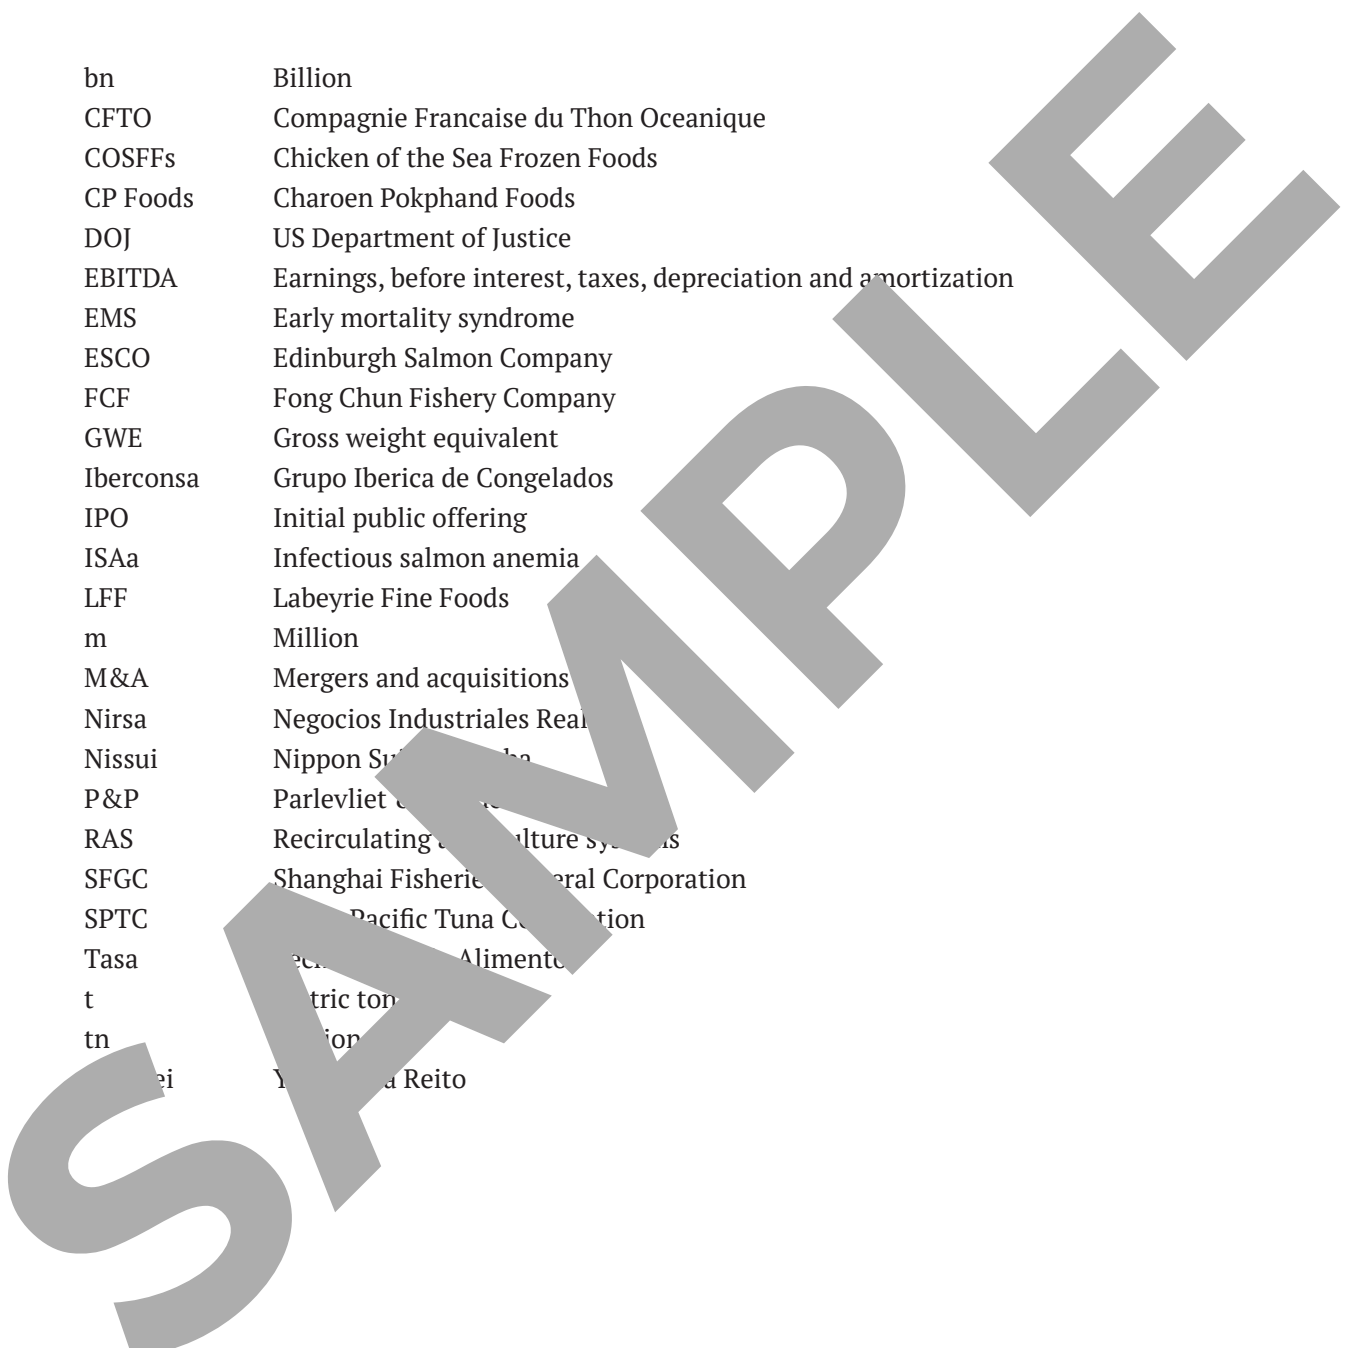 bn Billion
CFTO Compagnie Francaise du Thon Oceanique
COSFFs Chicken of the Sea Frozen Foods
CP Foods Charoen Pokphand Foods
DOJ US Department of Justice
EBITDA Earnings, before interest, taxes, depreciation and amortization
EMS Early mortality syndrome
ESCO Edinburgh Salmon Company
FCF Fong Chun Fishery Company
GWE Gross weight equivalent
Iberconsa Grupo Iberica de Congelados
IPO Initial public offering
ISAa Infectious salmon anemia
LFF Labeyrie Fine Foods
m Million
M&A Mergers and acquisitions
Nirsa Negocios Industriales
Nissui Nippon
P&P Parlevliet
RAS Recirculating
SFGC Shanghai Corporation
SPTC Pacific Tuna
Tasa
t
tn
Reito
SAMPLE